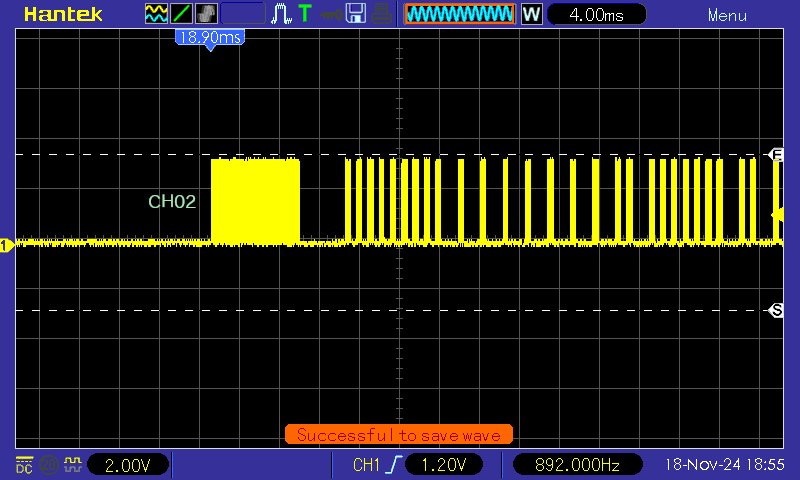 Hantek T W 4.00ms Menu
18.90ms
E
CH02
1
S
Successful to save wave
DC 2.00V CH1 1.20V 892.000Hz 18-Nov-24 18:55